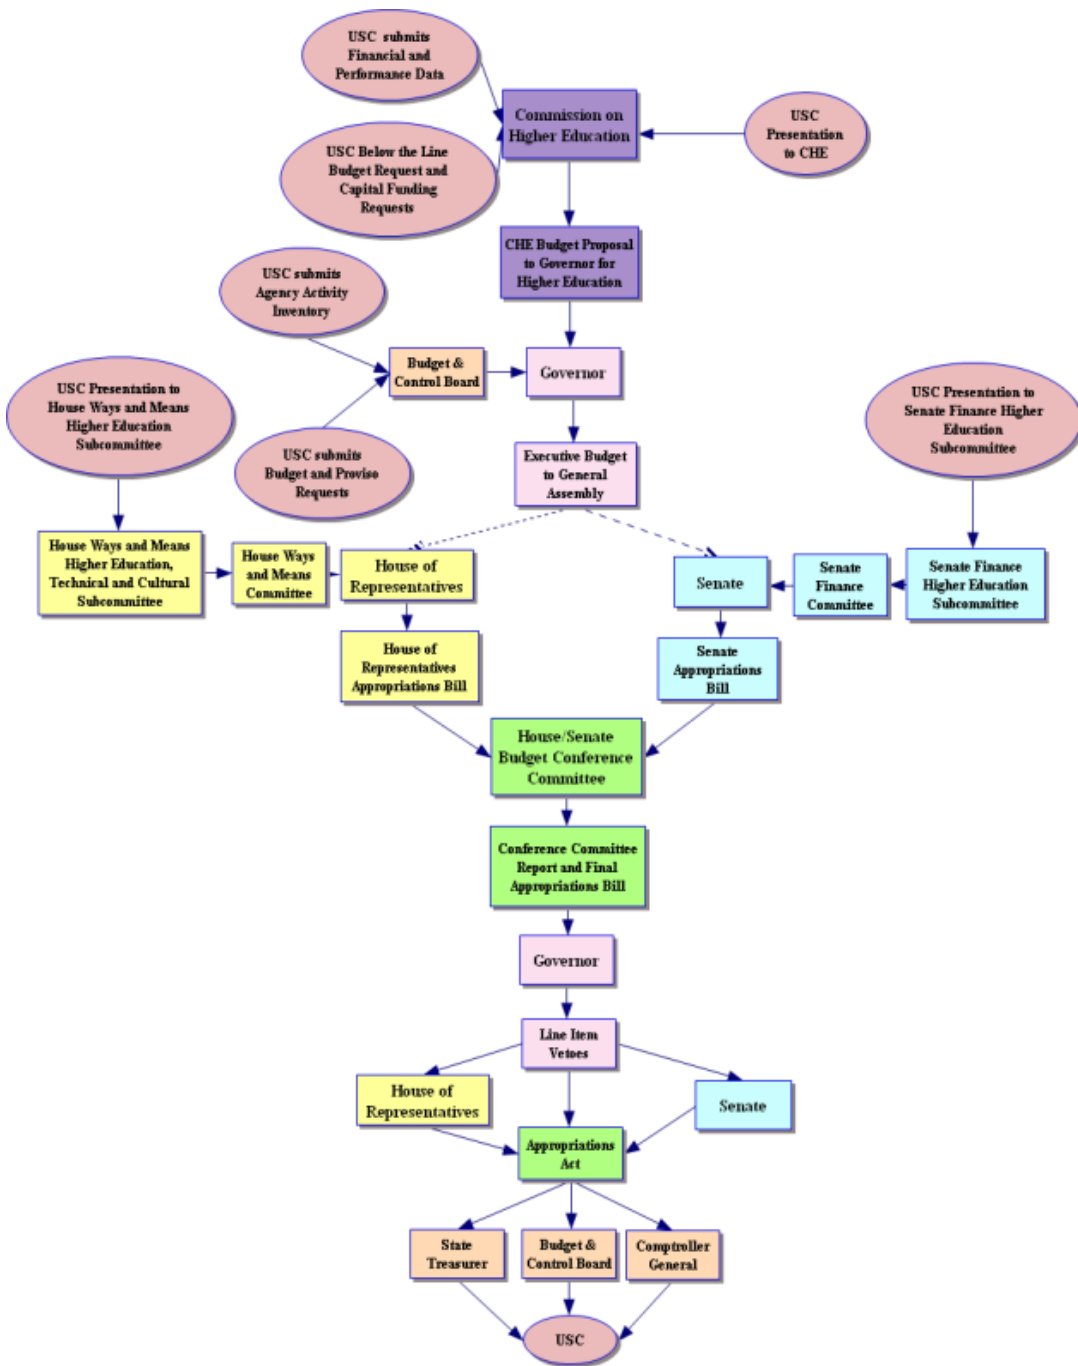 USC submits
Financial and
Performance Data
Commission on
Higher Education
USC
Presentation
to CHE
USC Below the Line
Budget Request and
Capital Funding
Requests
CHE Budget Proposal
to Governor for
Higher Education
USC submits
Agency Activity
Inventory
Budget &
Control Board
Governor
USC Presentation to
House Ways and Means
Higher Education
Subcommittee
USC Presentation to
Senate Finance Higher
Education
Subcommittee
USC submits
Budget and Proviso
Requests
Executive Budget
to General
Assembly
House Ways and Means
Higher Education,
Technical and Cultural
Subcommittee
House Ways
and Means
Committee
House of
Representatives
Senate
Senate
Finance
Committee
Senate Finance
Higher Education
Subcommittee
House of
Representatives
Appropriations Bill
Senate
Appropriations
Bill
House/Senate
Budget Conference
Committee
Conference Committee
Report and Final
Appropriations Bill
Governor
Line Item
Vetoes
House of
Representatives
Senate
Appropriations
Act
State
Treasurer
Budget &
Control Board
Comptroller
General
USC